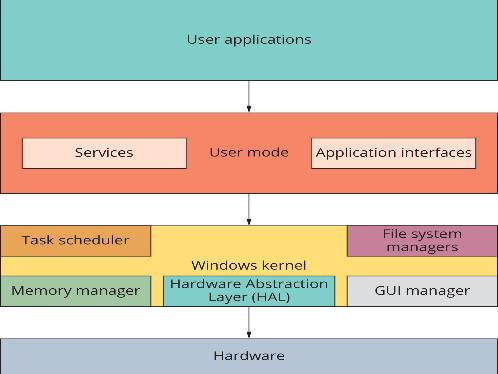 User applications
Services
User mode
Application interfaces
Task scheduler
File system
managers
Windows kernel
Memory manager
Hardware Abstraction
Layer (HAL)
GUI manager
Hardware